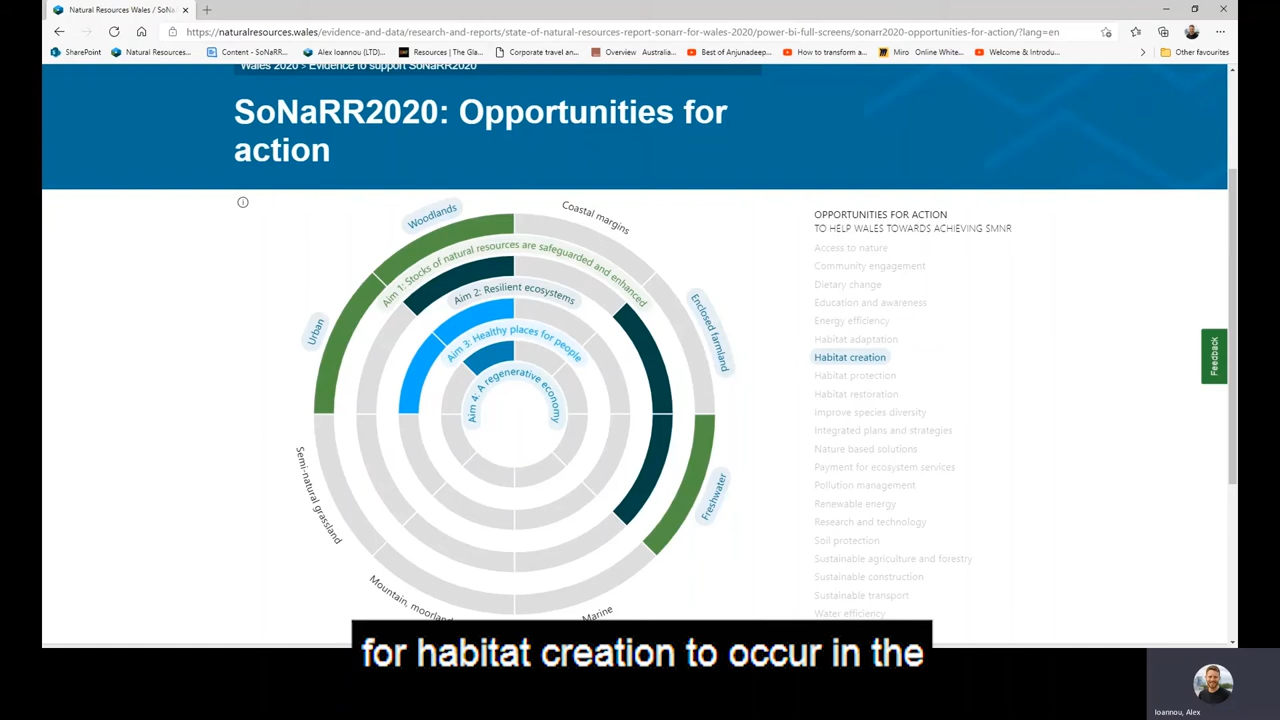 Natural Resources Wales / SoNaR
https://naturalresources.wales/evidence-and-data/research-and-reports/state-of-natural-resources-report-sonarr-for-wales-2020/power-bi-full-screens/sonarr2020-opportunities-for-action/?lang=en
SharePoint
Natural Resources...
Content - SoNaRR...
Alex Ioannou (LTD)...
Resources | The Gla...
Corporate travel an...
Overview Australia...
Best of Anjunadeep...
How to transform a...
Miro Online White...
Welcome & Introdu...
Other favourites
Wales 2020 > Evidence to support SoNaRR2020
SoNaRR2020: Opportunities for
action
Woodlands
Coastal margins
Urban
Enclosed farmland
Aim 1: Stocks of natural resources are safeguarded and enhanced
Aim 2: Resilient ecosystems
Aim 3: Healthy places for people
Aim 4: A regenerative economy
Semi-natural grassland
Freshwater
Mountain, moorlan
Marine
OPPORTUNITIES FOR ACTION
TO HELP WALES TOWARDS ACHIEVING SMNR
Access to nature
Community engagement
Dietary change
Education and awareness
Energy efficiency
Habitat adaptation
Habitat creation
Habitat protection
Habitat restoration
Improve species diversity
Integrated plans and strategies
Nature based solutions
Payment for ecosystem services
Pollution management
Renewable energy
Research and technology
Soil protection
Sustainable agriculture and forestry
Sustainable construction
Sustainable transport
Water efficiency
Feedback
for habitat creation to occur in the
Ioannou, Alex